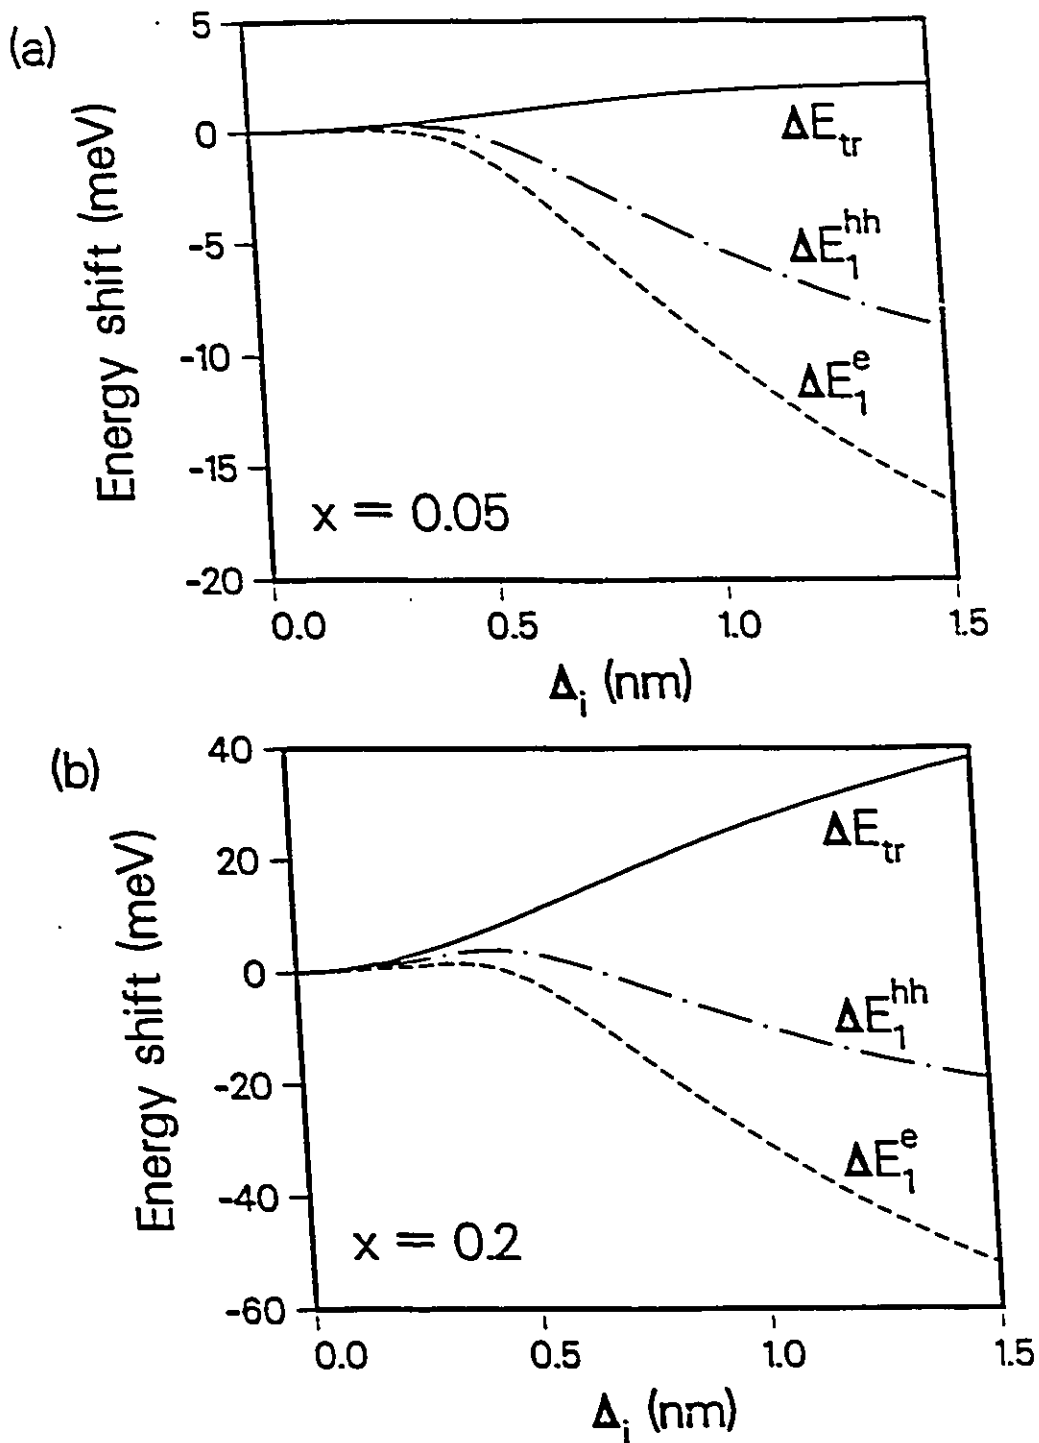 (a)
Energy shift (meV)
5
0
-5
-10
-15
-20
ΔE_tr
ΔE_1^hh
ΔE_1^e
x = 0.05
0.0 0.5 1.0 1.5
Δ_i (nm)
(b)
Energy shift (meV)
40
20
0
-20
-40
-60
ΔE_tr
ΔE_1^hh
ΔE_1^e
x = 0.2
0.0 0.5 1.0 1.5
Δ_i (nm)